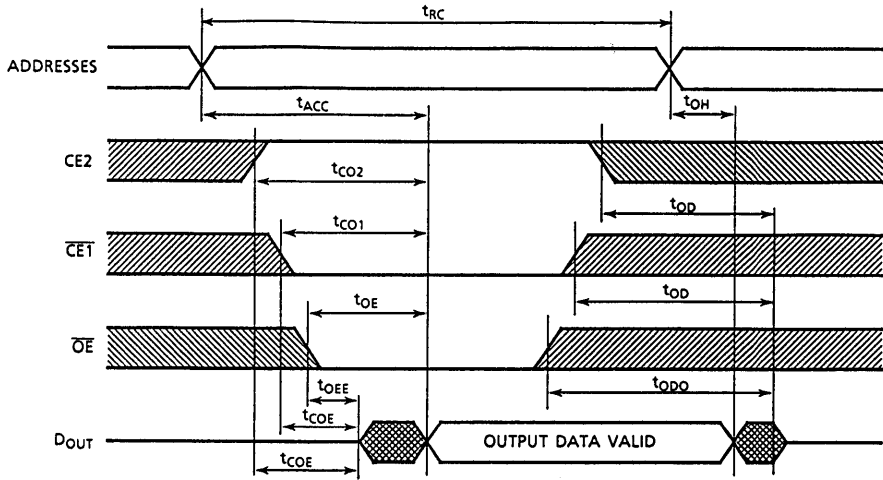 tRC
ADDRESSES
tACC
tOH
CE2
tCO2
tOD
CE1
tCO1
tOD
OE
tOE
tOEE
tODO
tCOE
DOUT
OUTPUT DATA VALID
tCOE